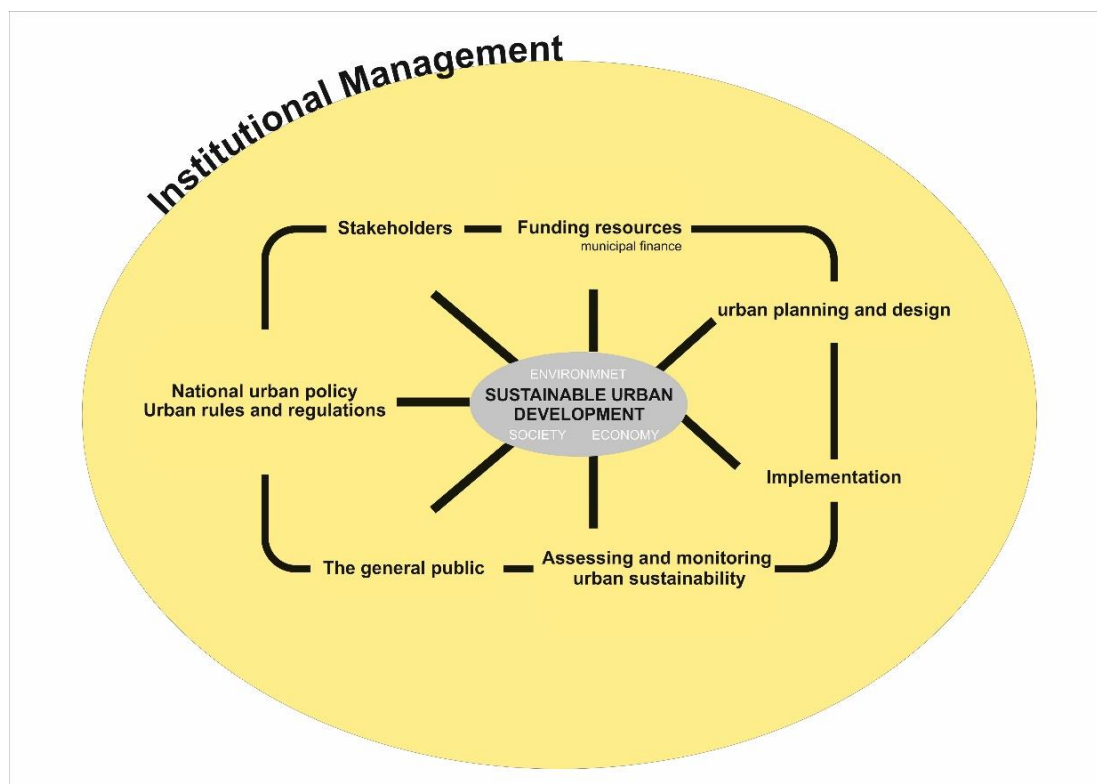 Institutional Management
Stakeholders
Funding resources
municipal finance
urban planning and design
National urban policy
Urban rules and regulations
ENVIRONMNET
SUSTAINABLE URBAN
DEVELOPMENT
SOCIETY
ECONOMY
Implementation
The general public
Assessing and monitoring
urban sustainability